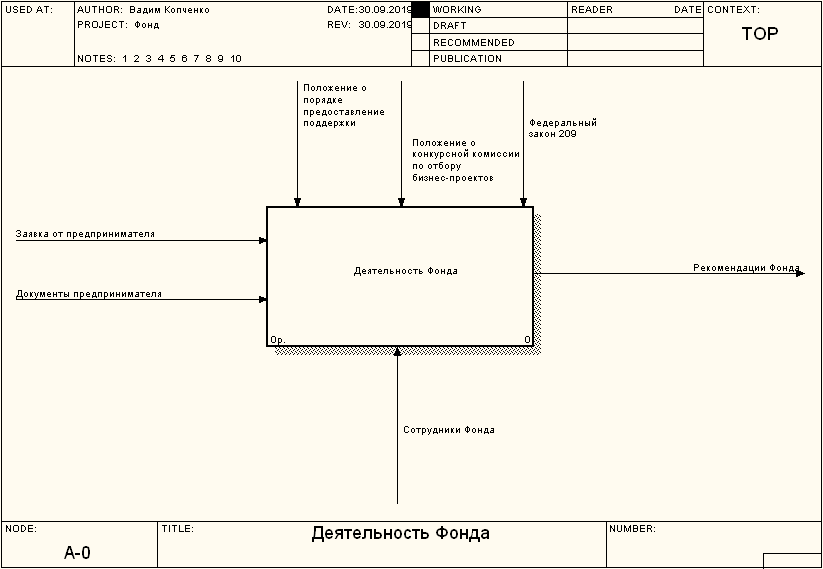 USED AT:
AUTHOR: Вадим Копченко
DATE:30.09.2019
PROJECT: Фонд
REV: 30.09.2019
NOTES: 1 2 3 4 5 6 7 8 9 10
WORKING
DRAFT
RECOMMENDED
PUBLICATION
READER
DATE
CONTEXT:
TOP
Положение о
порядке
предоставление
поддержки
Положение о
конкурсной комиссии
по отбору
бизнес-проектов
Федеральный
закон 209
Заявка от предпринимателя
Документы предпринимателя
Деятельность Фонда
0р.
0
Рекомендации Фонда
Сотрудники Фонда
NODE:
A-0
TITLE:
Деятельность Фонда
NUMBER: